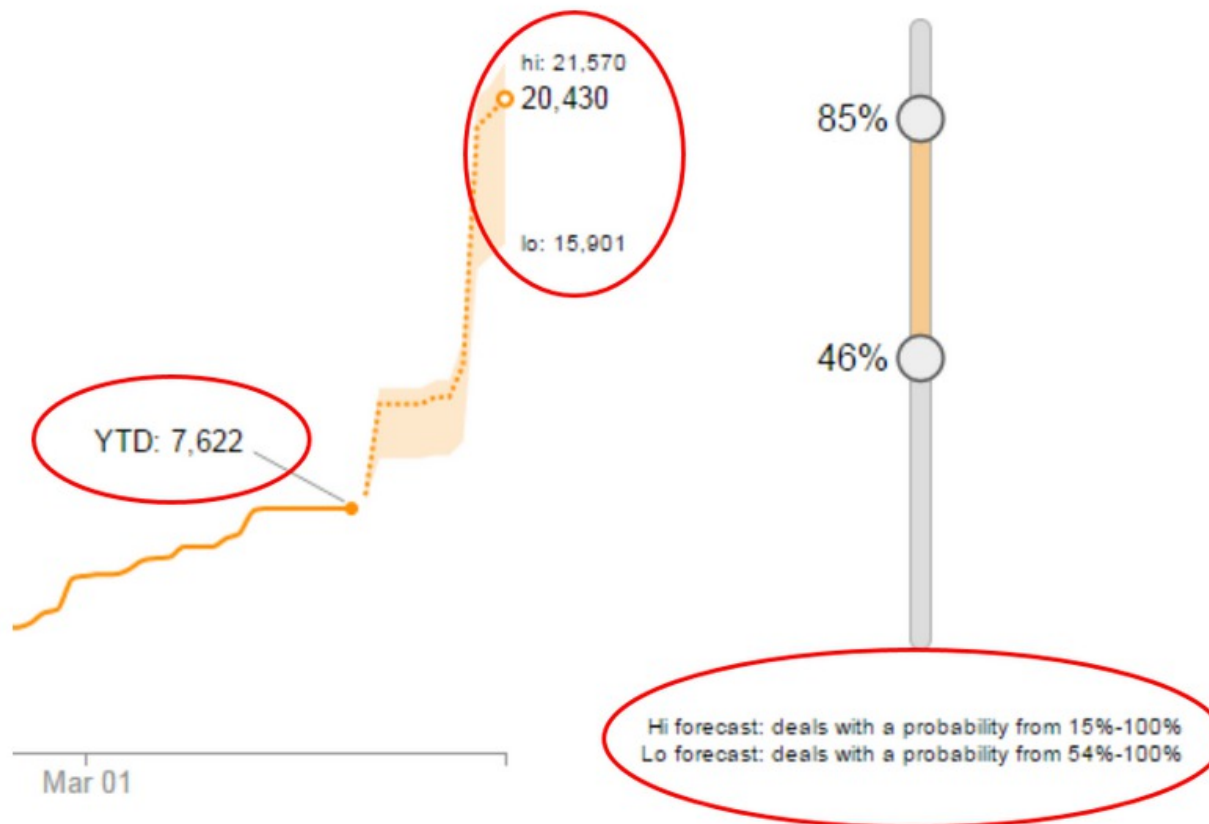 hi: 21,570
20,430
lo: 15,901
YTD: 7,622
Mar 01
85%
46%
Hi forecast: deals with a probability from 15%-100%
Lo forecast: deals with a probability from 54%-100%